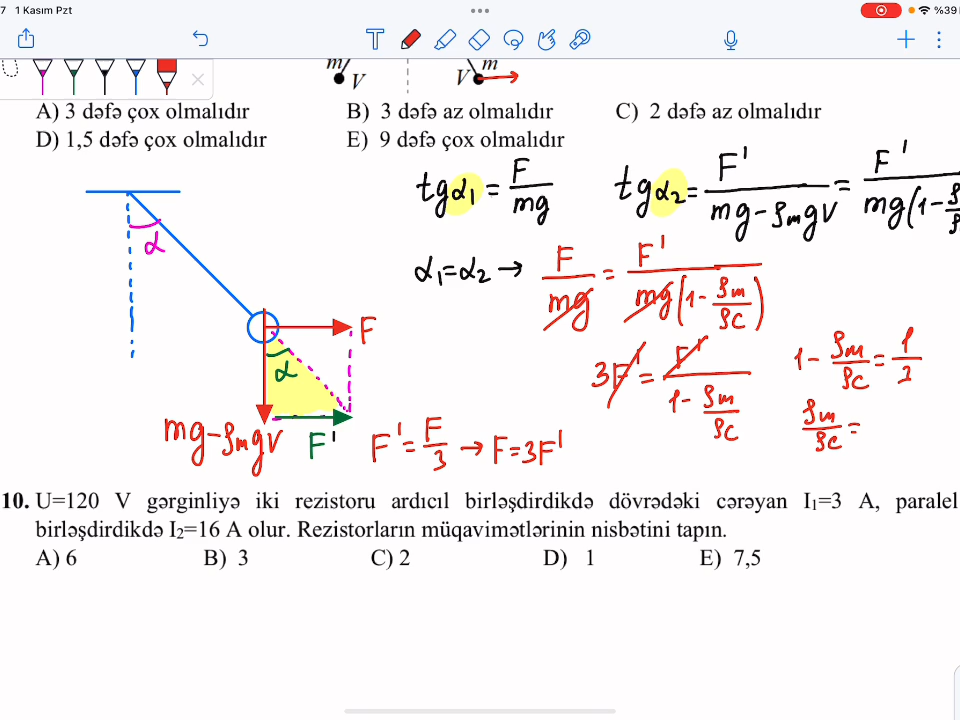 7 1 Kasım Pzt %39
m V V m
A) 3 dəfə çox olmalıdır B) 3 dəfə az olmalıdır C) 2 dəfə az olmalıdır
D) 1,5 dəfə çox olmalıdır E) 9 dəfə çox olmalıdır
tgα₁ = F/mg tgα₂ = F'/(mg-ρₘgV) = F'/(mg(1-ρ
α
α₁=α₂ → F/mg = F'/(mg(1-ρₘ/ρc))
F
α
3F' = F'/(1-ρₘ/ρc) 1-ρₘ/ρc = 1/3
ρₘ/ρc =
mg-ρₘgV F' F'=F/3 → F=3F'
10. U=120 V gərginliyə iki rezistoru ardıcıl birləşdirdikdə dövrədəki cərəyan I₁=3 A, paralel
birləşdirdikdə I₂=16 A olur. Rezistorların müqavimətlərinin nisbətini tapın.
A) 6 B) 3 C) 2 D) 1 E) 7,5